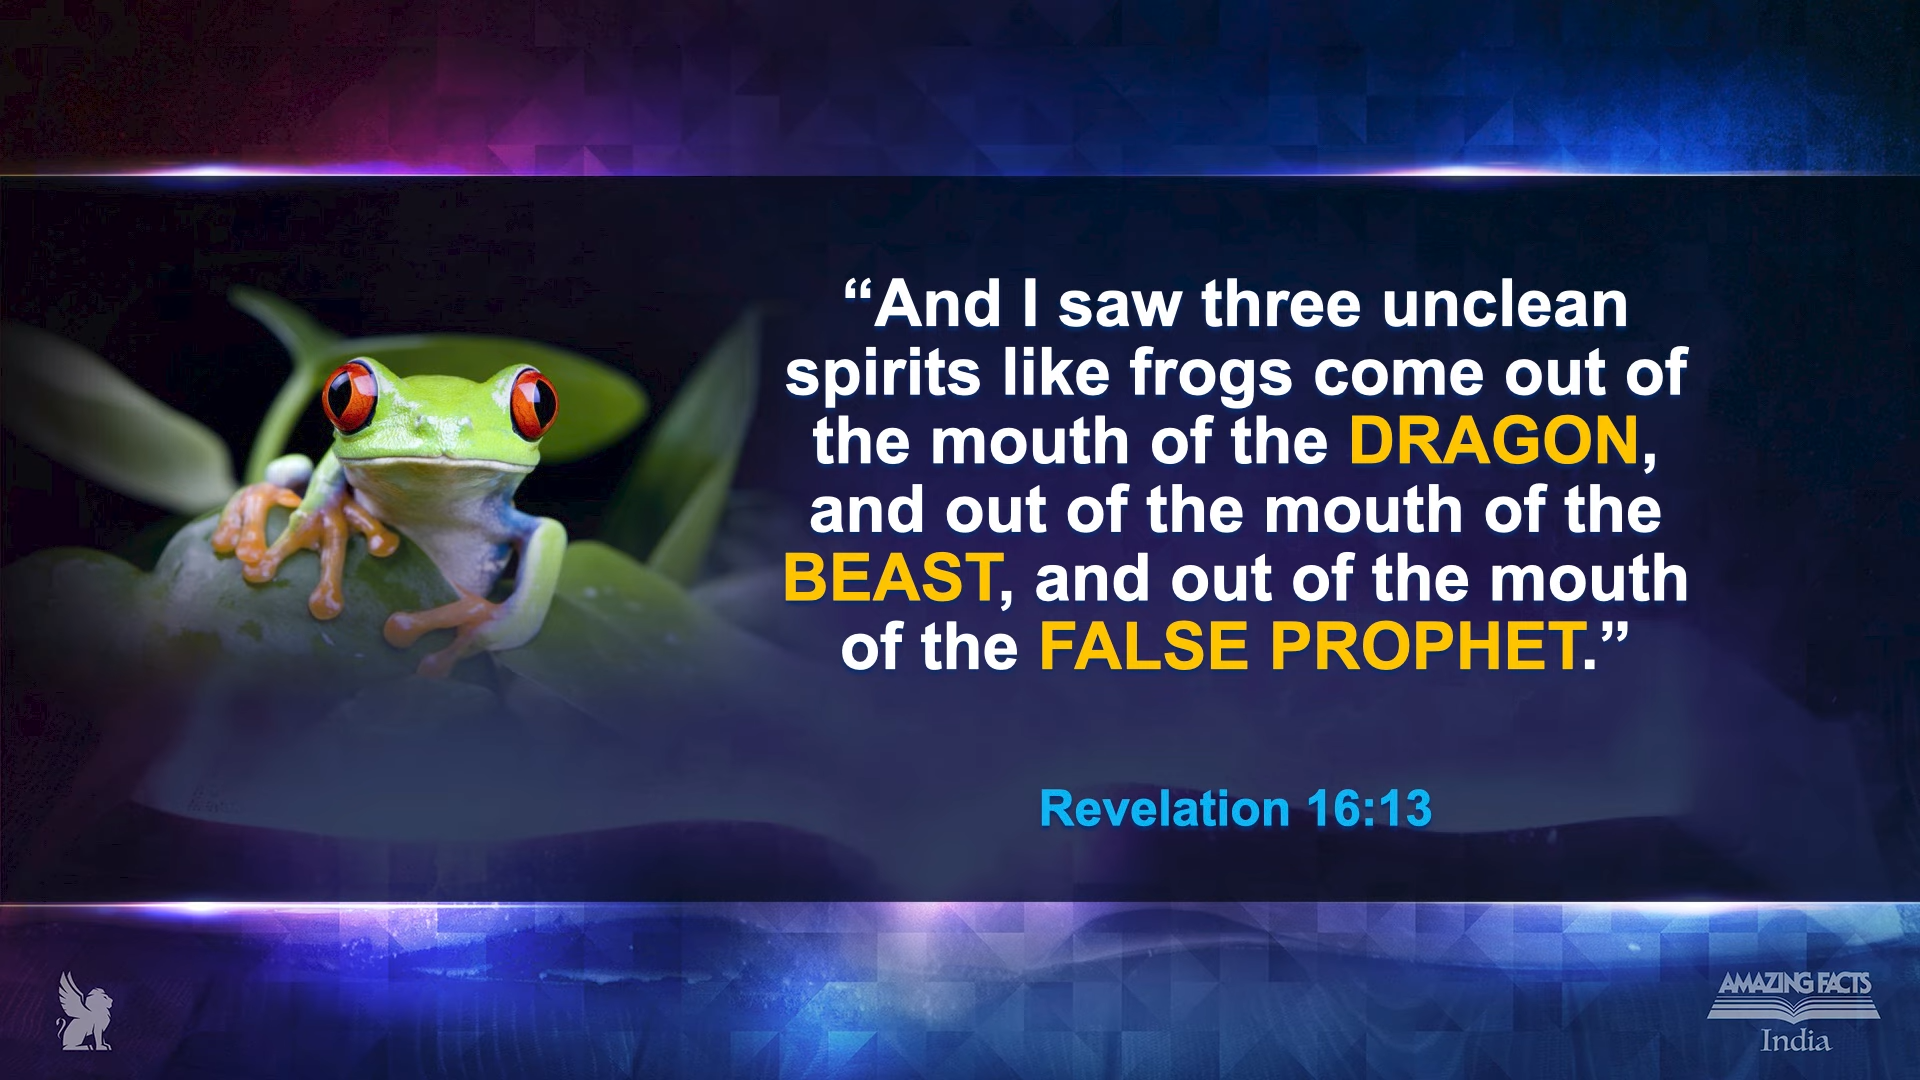 “And I saw three unclean
spirits like frogs come out of
the mouth of the DRAGON,
and out of the mouth of the
BEAST, and out of the mouth
of the FALSE PROPHET.”
Revelation 16:13
AMAZING FACTS
India